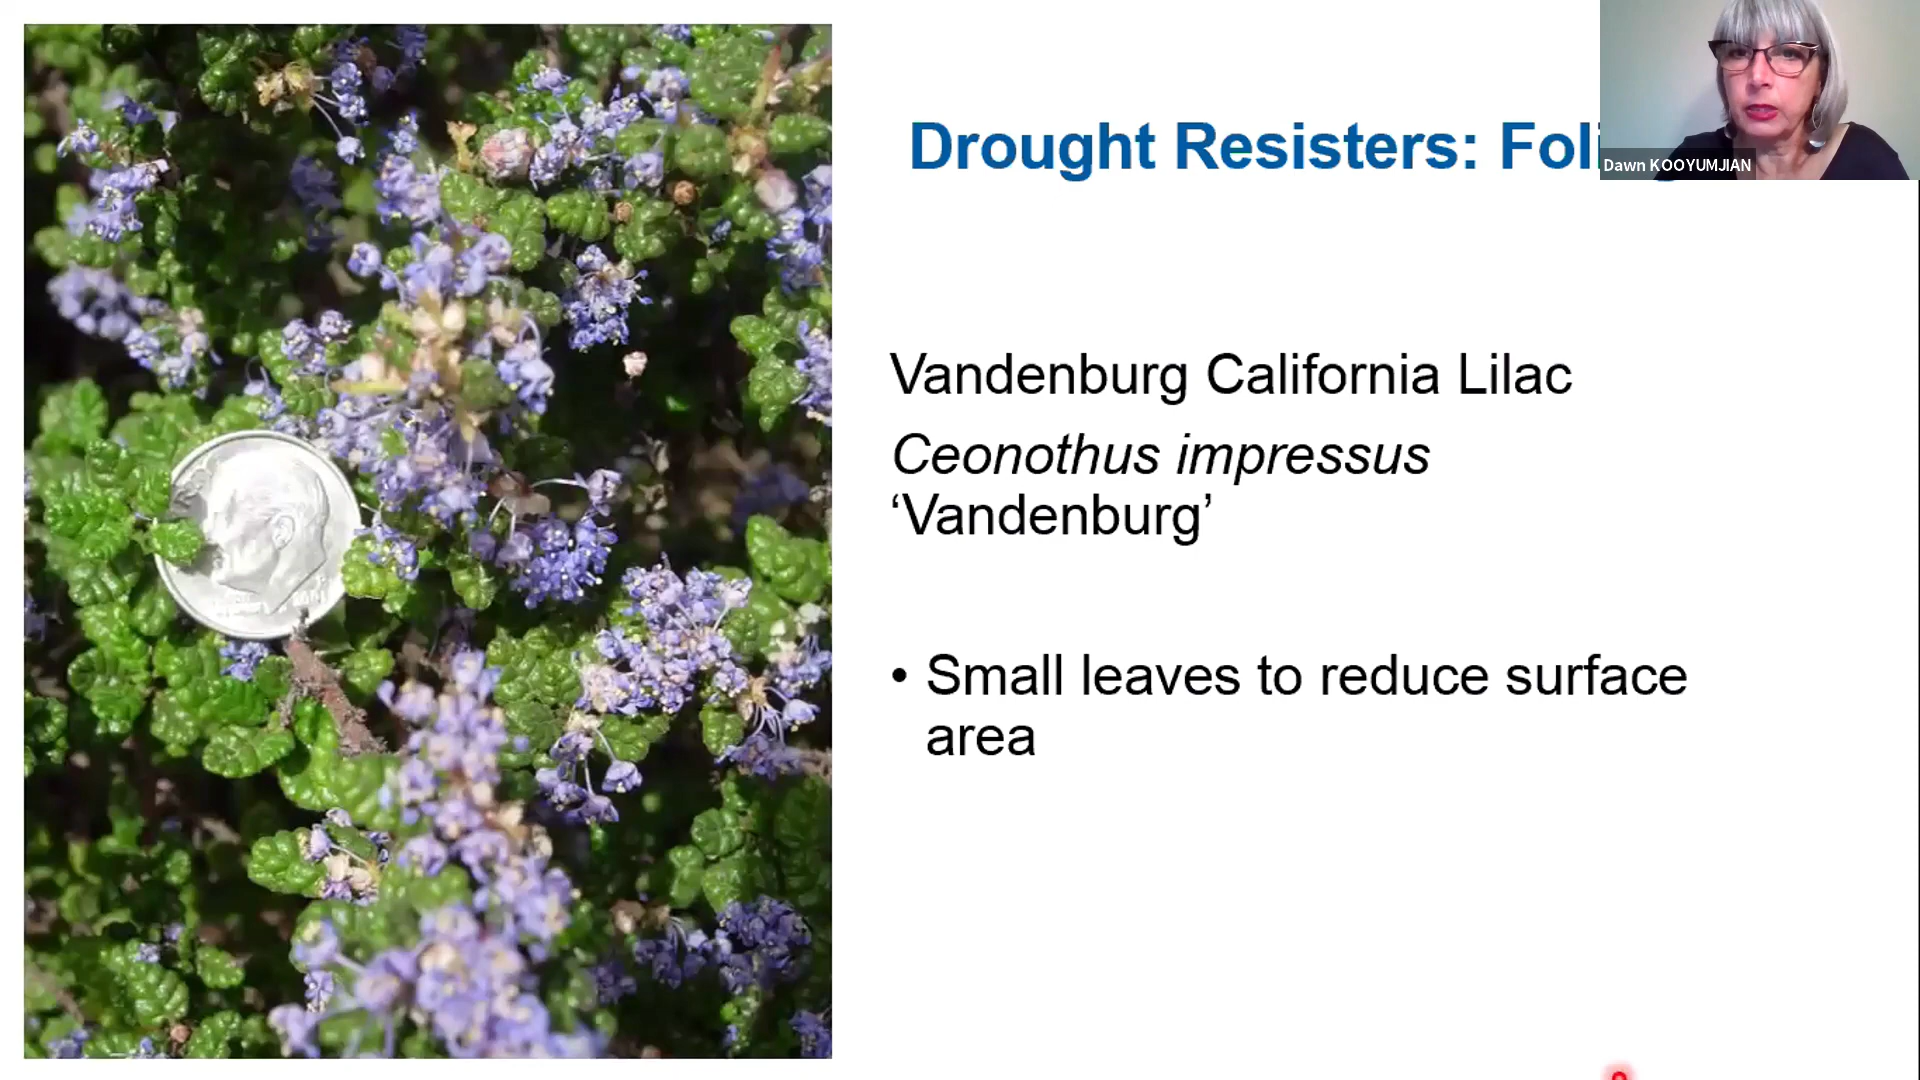 Drought Resisters: Foli
Dawn KOOYUMJIAN
Vandenburg California Lilac
Ceonothus impressus
‘Vandenburg’
• Small leaves to reduce surface
area